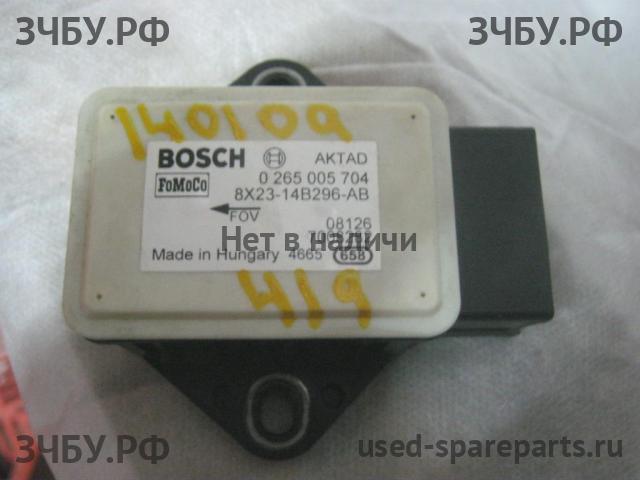 ЗЧБУ.РФ
ЗЧБУ.РФ
140109
BOSCH AKTAD
FoMoCo 0 265 005 704
8X23-14B296-AB
FOV
08126
Нет в наличи
Made in Hungary 4665 658
419
ЗЧБУ.РФ
used-spareparts.ru